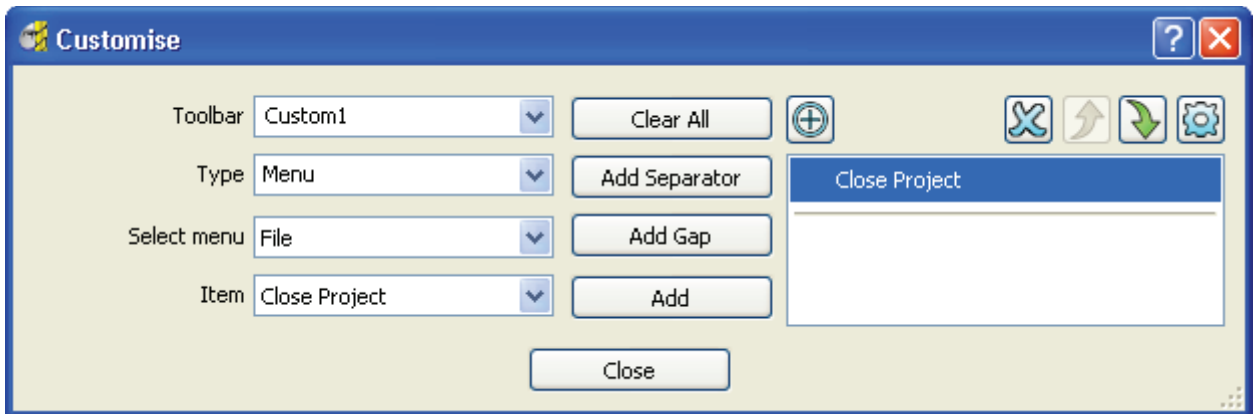 Customise
Toolbar Custom1 Clear All
Type Menu Add Separator Close Project
Select menu File Add Gap
Item Close Project Add
Close